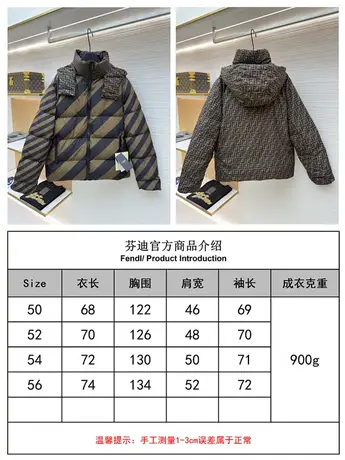 芬迪官方商品介绍
Fendi/ Product Introduction
Size 衣长 胸围 肩宽 袖长 成衣克重
50 68 122 46 69
52 70 126 48 70
54 72 130 50 71
56 74 134 52 72
900g
温馨提示: 手工测量1-3cm误差属于正常